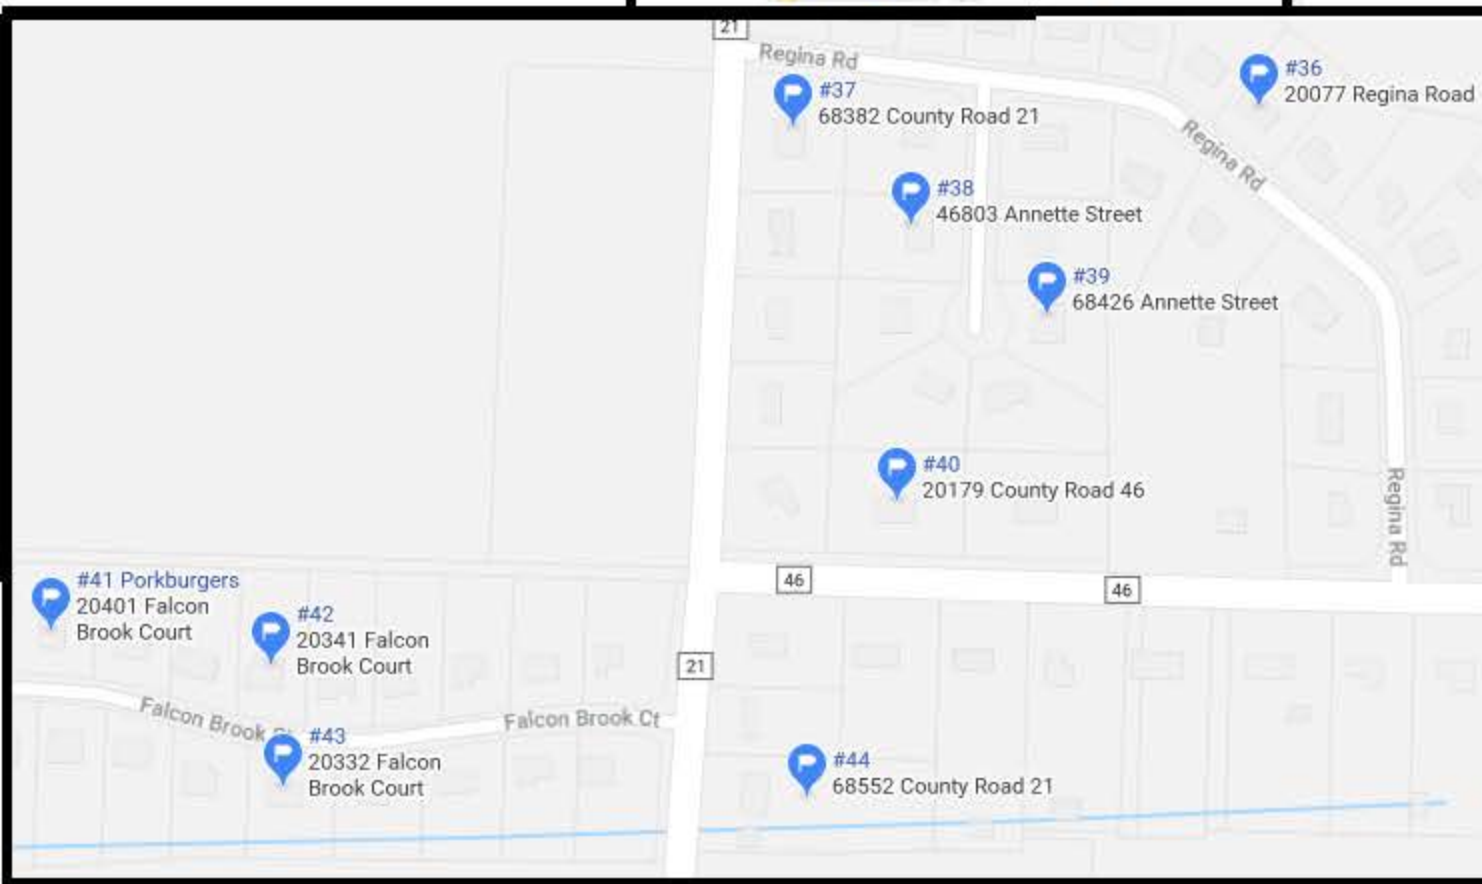 21
Regina Rd
#36
20077 Regina Road
#37
68382 County Road 21
Regina Rd
#38
46803 Annette Street
#39
68426 Annette Street
#40
20179 County Road 46
Regina Rd
46
46
#41 Porkburgers
20401 Falcon
Brook Court
#42
20341 Falcon
Brook Court
21
Falcon Brook
Falcon Brook Ct
#43
20332 Falcon
Brook Court
#44
68552 County Road 21